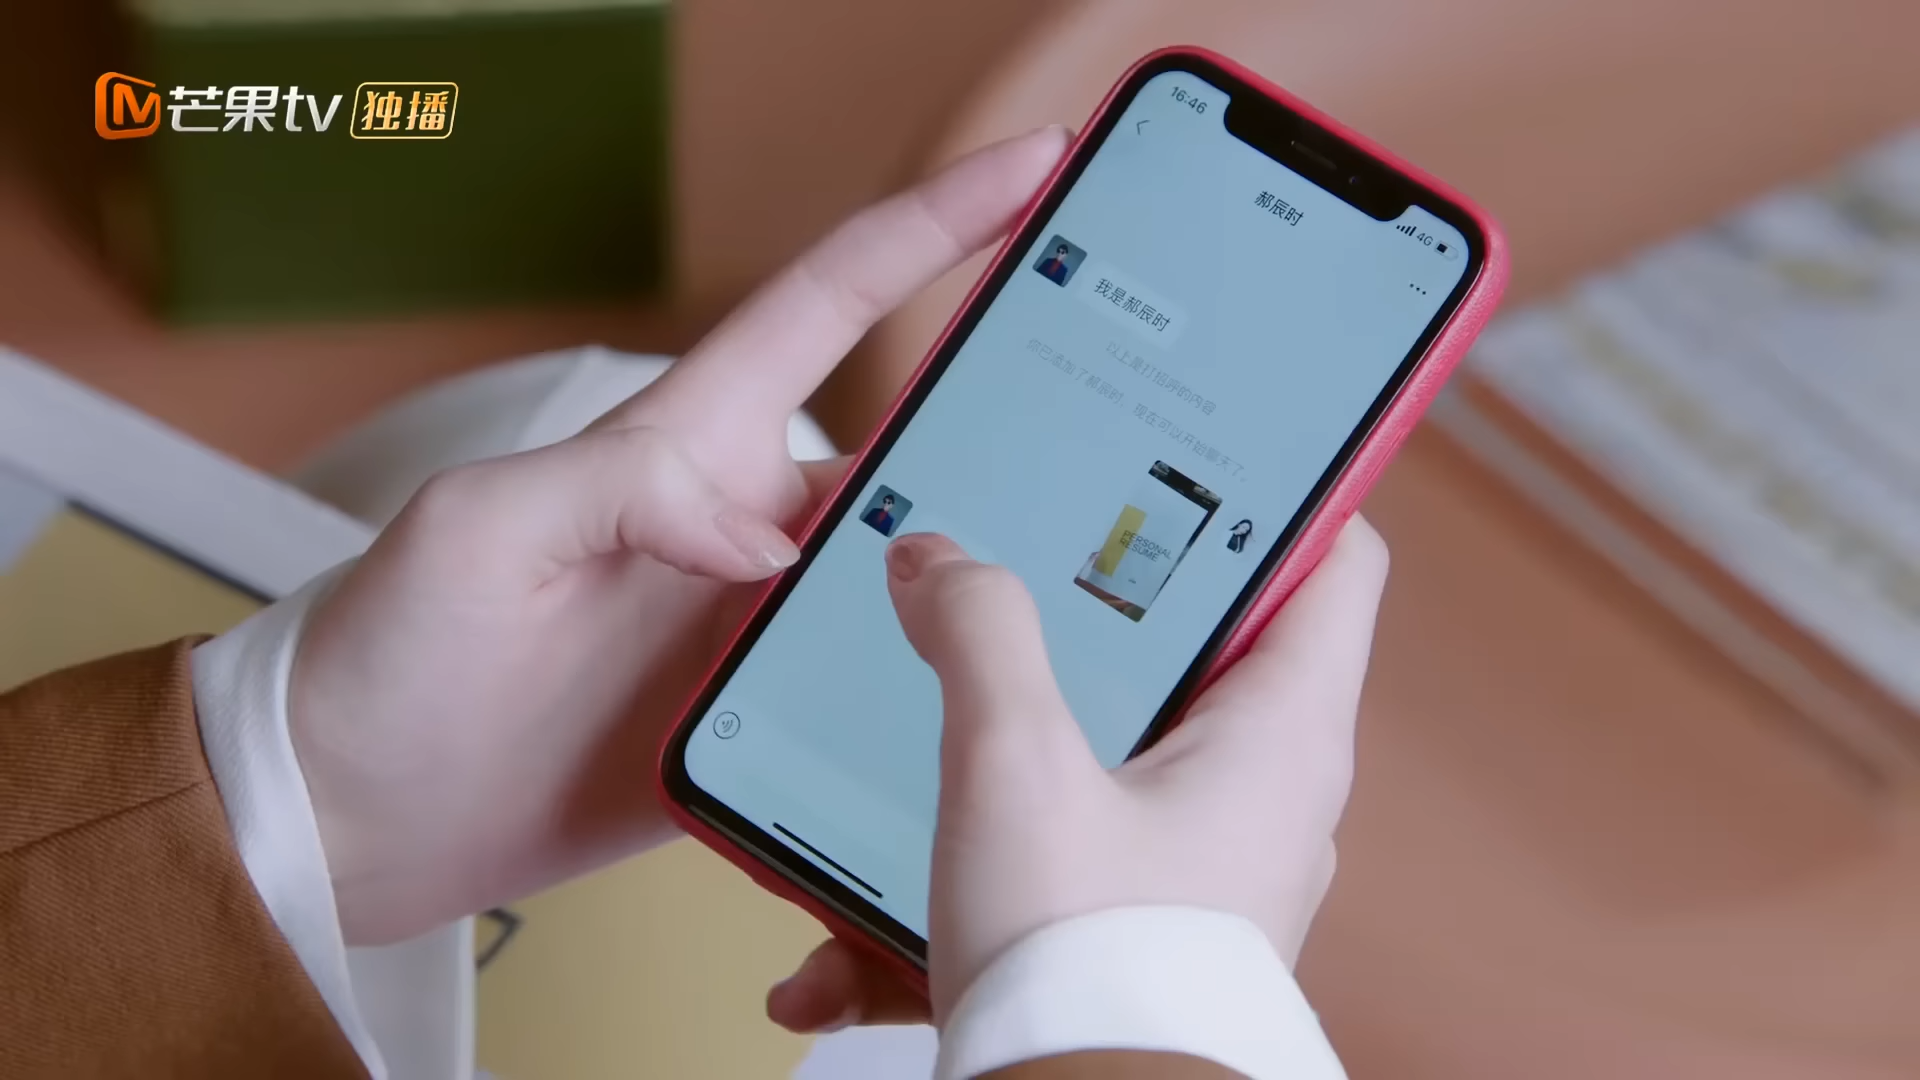 芒果tv 独播
16:46
4G
郝辰时
我是郝辰时
以上是打招呼的内容
你已添加了郝辰时，现在可以开始聊天了。
PERSONAL
RESUME